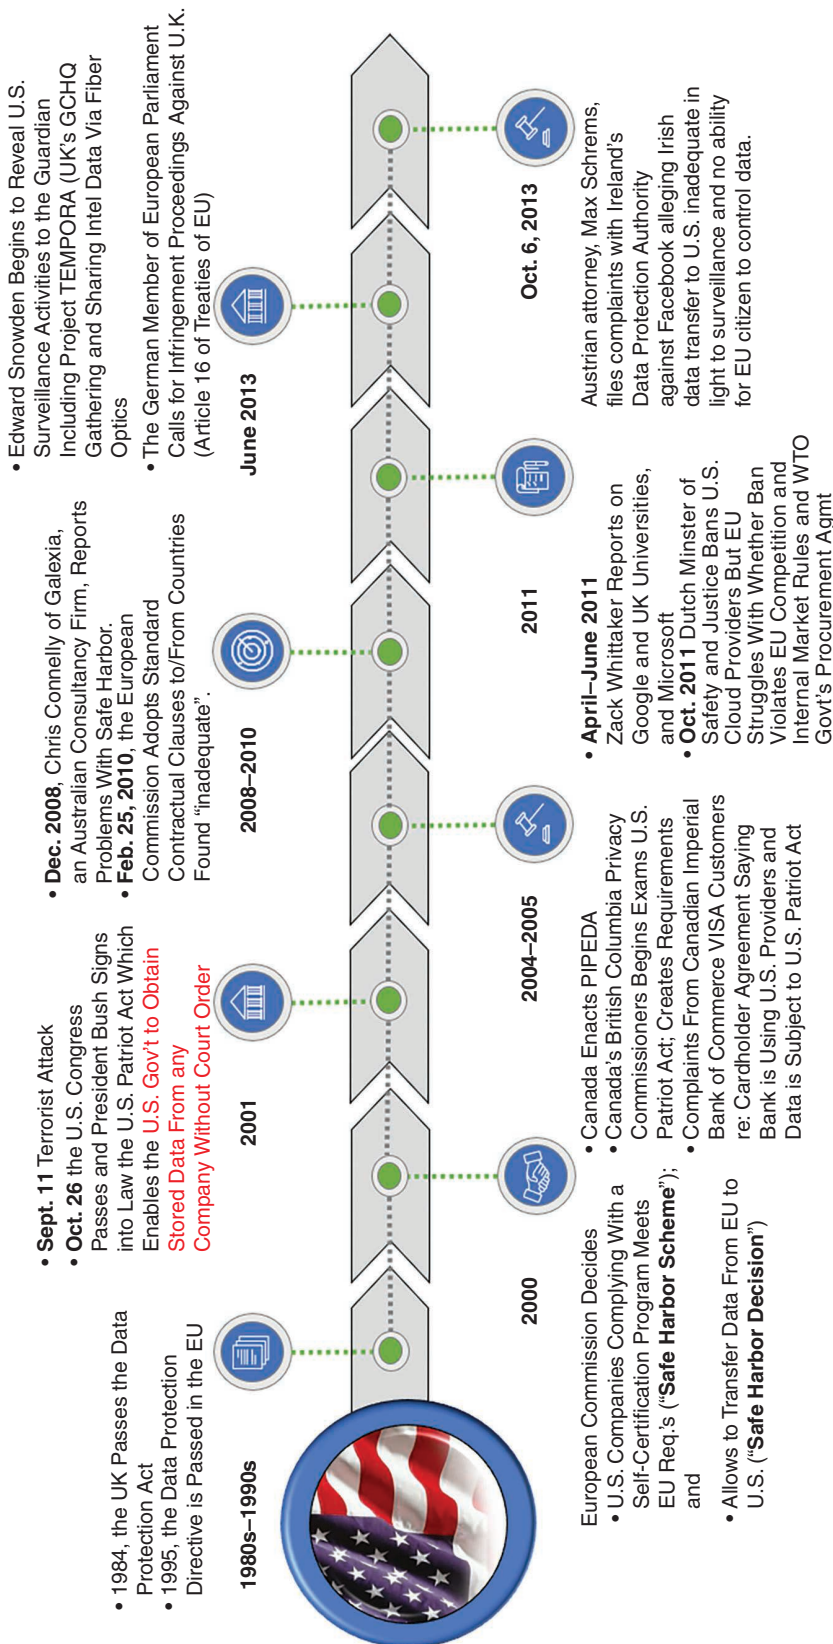 • 1984, the UK Passes the Data
Protection Act
• 1995, the Data Protection
Directive is Passed in the EU
1980s–1990s
2000
European Commission Decides
• U.S. Companies Complying With a
Self-Certification Program Meets
EU Req.'s ("Safe Harbor Scheme");
and
• Allows to Transfer Data From EU to
U.S. ("Safe Harbor Decision")
• Sept. 11 Terrorist Attack
• Oct. 26 the U.S. Congress
Passes and President Bush Signs
into Law the U.S. Patriot Act Which
Enables the U.S. Gov't to Obtain
Stored Data From any
Company Without Court Order
2001
2004–2005
• Canada Enacts PIPEDA
• Canada's British Columbia Privacy
Commissioners Begins Exams U.S.
Patriot Act; Creates Requirements
• Complaints From Canadian Imperial
Bank of Commerce VISA Customers
re: Cardholder Agreement Saying
Bank is Using U.S. Providers and
Data is Subject to U.S. Patriot Act
• Dec. 2008, Chris Connelly of Galexia,
an Australian Consultancy Firm, Reports
Problems With Safe Harbor.
• Feb. 25, 2010, the European
Commission Adopts Standard
Contractual Clauses to/From Countries
Found "inadequate".
2008–2010
2011
• April–June 2011
Zack Whittaker Reports on
Google and UK Universities,
and Microsoft
• Oct. 2011 Dutch Minster of
Safety and Justice Bans U.S.
Cloud Providers But EU
Struggles With Whether Ban
Violates EU Competition and
Internal Market Rules and WTO
Govt's Procurement Agmt
• Edward Snowden Begins to Reveal U.S.
Surveillance Activities to the Guardian
Including Project TEMPORA (UK's GCHQ
Gathering and Sharing Intel Data Via Fiber
Optics
• The German Member of European Parliament
Calls for Infringement Proceedings Against U.K.
(Article 16 of Treaties of EU)
June 2013
Oct. 6, 2013
Austrian attorney, Max Schrems,
files complaints with Ireland's
Data Protection Authority
against Facebook alleging Irish
data transfer to U.S. inadequate in
light to surveillance and no ability
for EU citizen to control data.